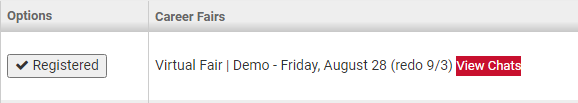 Options Career Fairs
✔ Registered Virtual Fair | Demo - Friday, August 28 (redo 9/3) View Chats